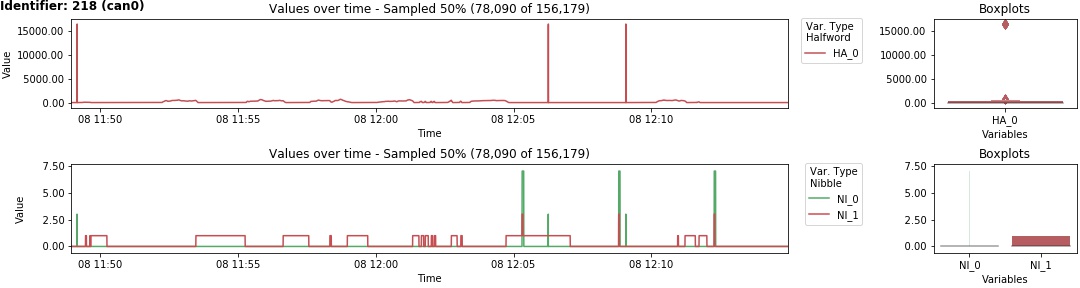 Identifier: 218 (can0)
Values over time - Sampled 50% (78,090 of 156,179)
Value
15000.00
10000.00
5000.00
0.00
08 11:50
08 11:55
08 12:00
08 12:05
08 12:10
Time
Var. Type
Halfword
HA_0
Boxplots
15000.00
10000.00
5000.00
0.00
HA_0
Variables
Values over time - Sampled 50% (78,090 of 156,179)
Value
7.50
5.00
2.50
0.00
08 11:50
08 11:55
08 12:00
08 12:05
08 12:10
Time
Var. Type
Nibble
NI_0
NI_1
Boxplots
7.50
5.00
2.50
0.00
NI_0
NI_1
Variables